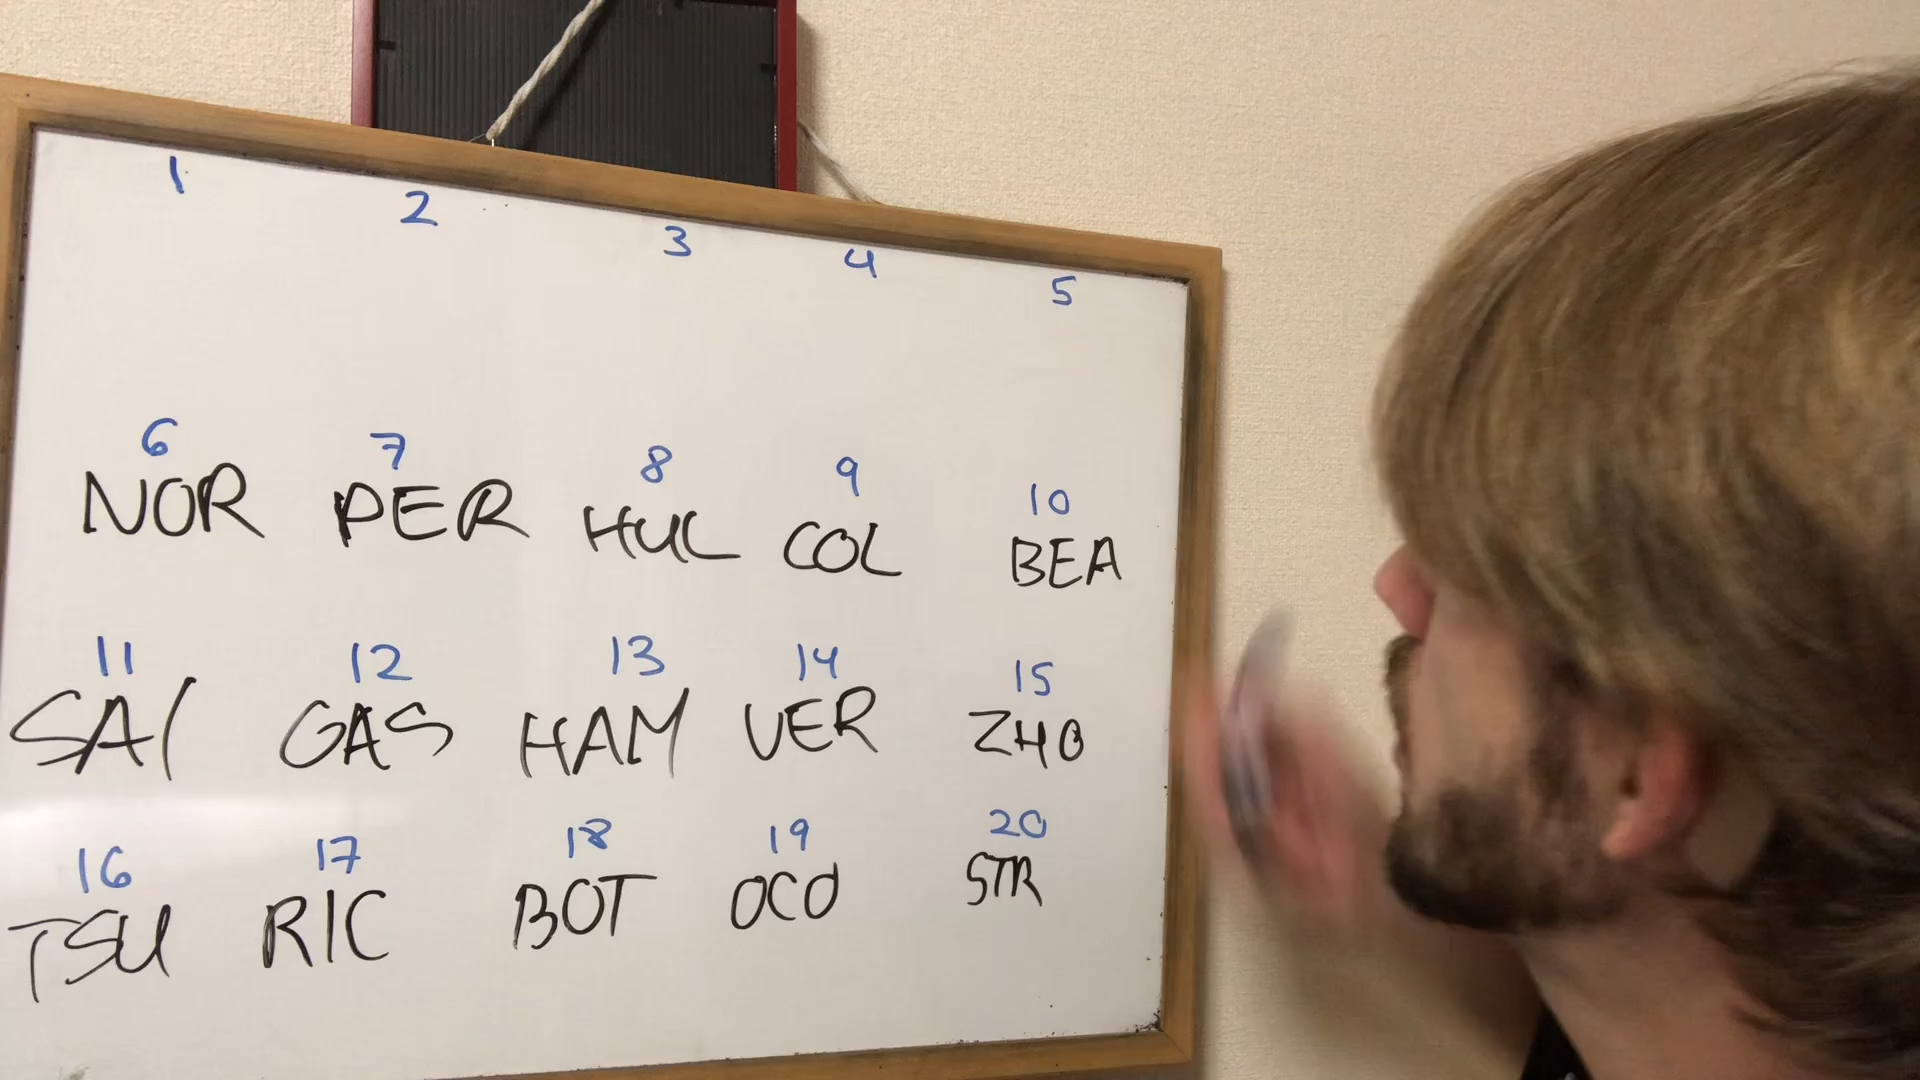 1 2 3 4 5
6 7 8 9 10
NOR PER HUL COL BEA
11 12 13 14 15
SAI GAS HAM VER ZHO
16 17 18 19 20
TSU RIC BOT OCO STR